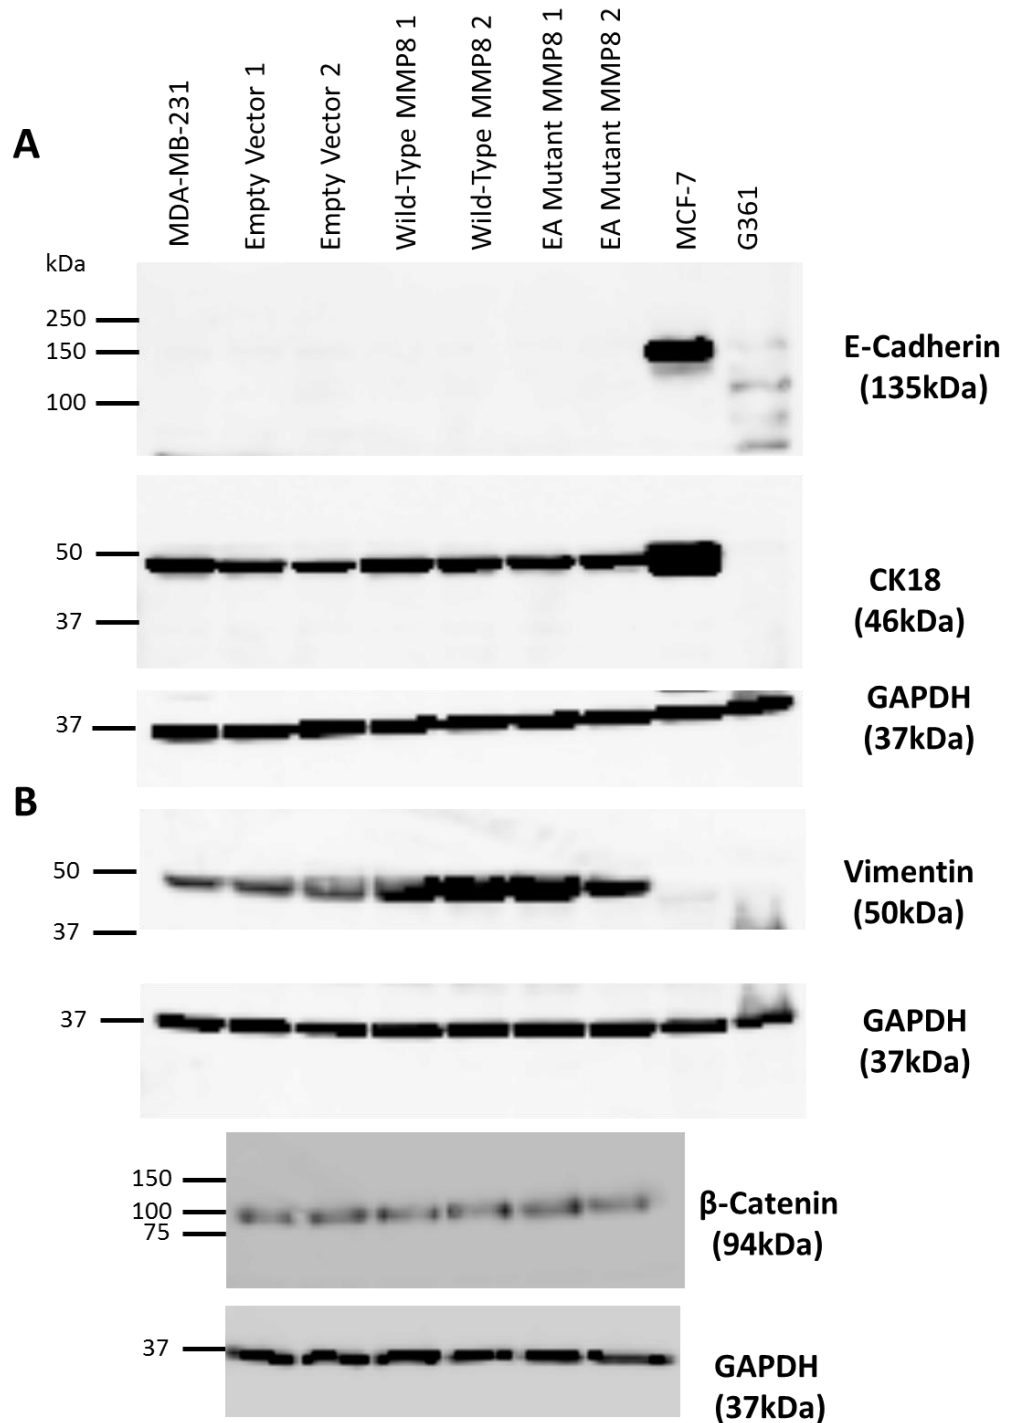 A
MDA-MB-231
Empty Vector 1
Empty Vector 2
Wild-Type MMP8 1
Wild-Type MMP8 2
EA Mutant MMP8 1
EA Mutant MMP8 2
MCF-7
G361
kDa
250
150
100
E-Cadherin
(135kDa)
50
37
CK18
(46kDa)
37
GAPDH
(37kDa)
B
50
37
Vimentin
(50kDa)
37
GAPDH
(37kDa)
150
100
75
β-Catenin
(94kDa)
37
GAPDH
(37kDa)